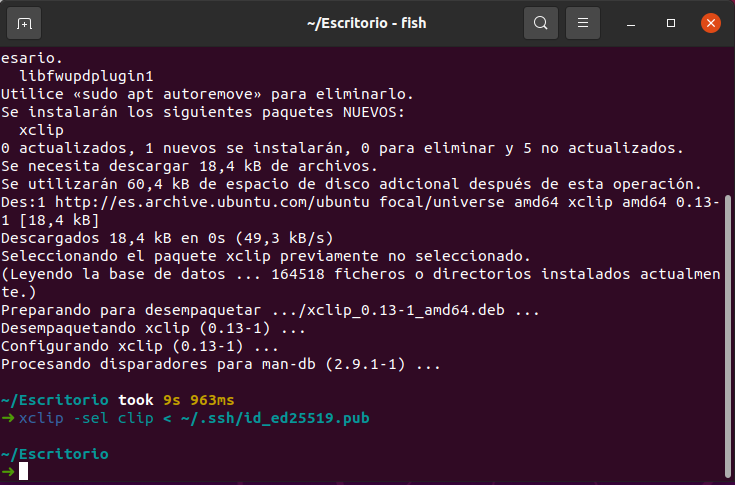 ~/Escritorio - fish
esario.
  libfwupdplugin1
Utilice «sudo apt autoremove» para eliminarlo.
Se instalarán los siguientes paquetes NUEVOS:
  xclip
0 actualizados, 1 nuevos se instalarán, 0 para eliminar y 5 no actualizados.
Se necesita descargar 18,4 kB de archivos.
Se utilizarán 60,4 kB de espacio de disco adicional después de esta operación.
Des:1 http://es.archive.ubuntu.com/ubuntu focal/universe amd64 xclip amd64 0.13-
1 [18,4 kB]
Descargados 18,4 kB en 0s (49,3 kB/s)
Seleccionando el paquete xclip previamente no seleccionado.
(Leyendo la base de datos ... 164518 ficheros o directorios instalados actualmen
te.)
Preparando para desempaquetar .../xclip_0.13-1_amd64.deb ...
Desempaquetando xclip (0.13-1) ...
Configurando xclip (0.13-1) ...
Procesando disparadores para man-db (2.9.1-1) ...
~/Escritorio took 9s 963ms
➜ xclip -sel clip < ~/.ssh/id_ed25519.pub
~/Escritorio
➜